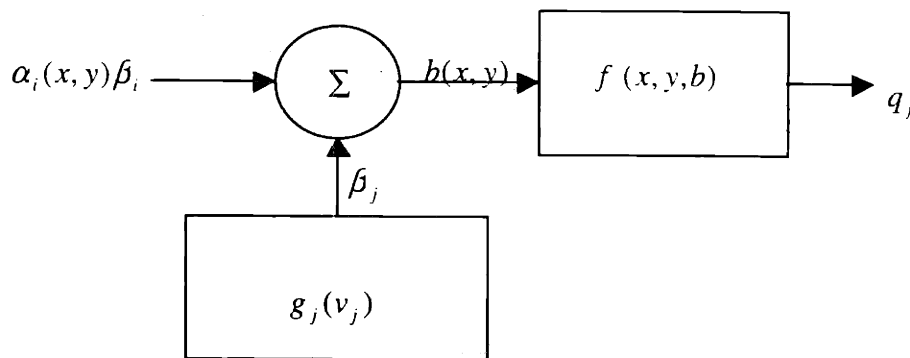 α_i(x, y)β_i
Σ
b(x, y)
f (x, y,b)
q_j
β_j
g_j(v_j)